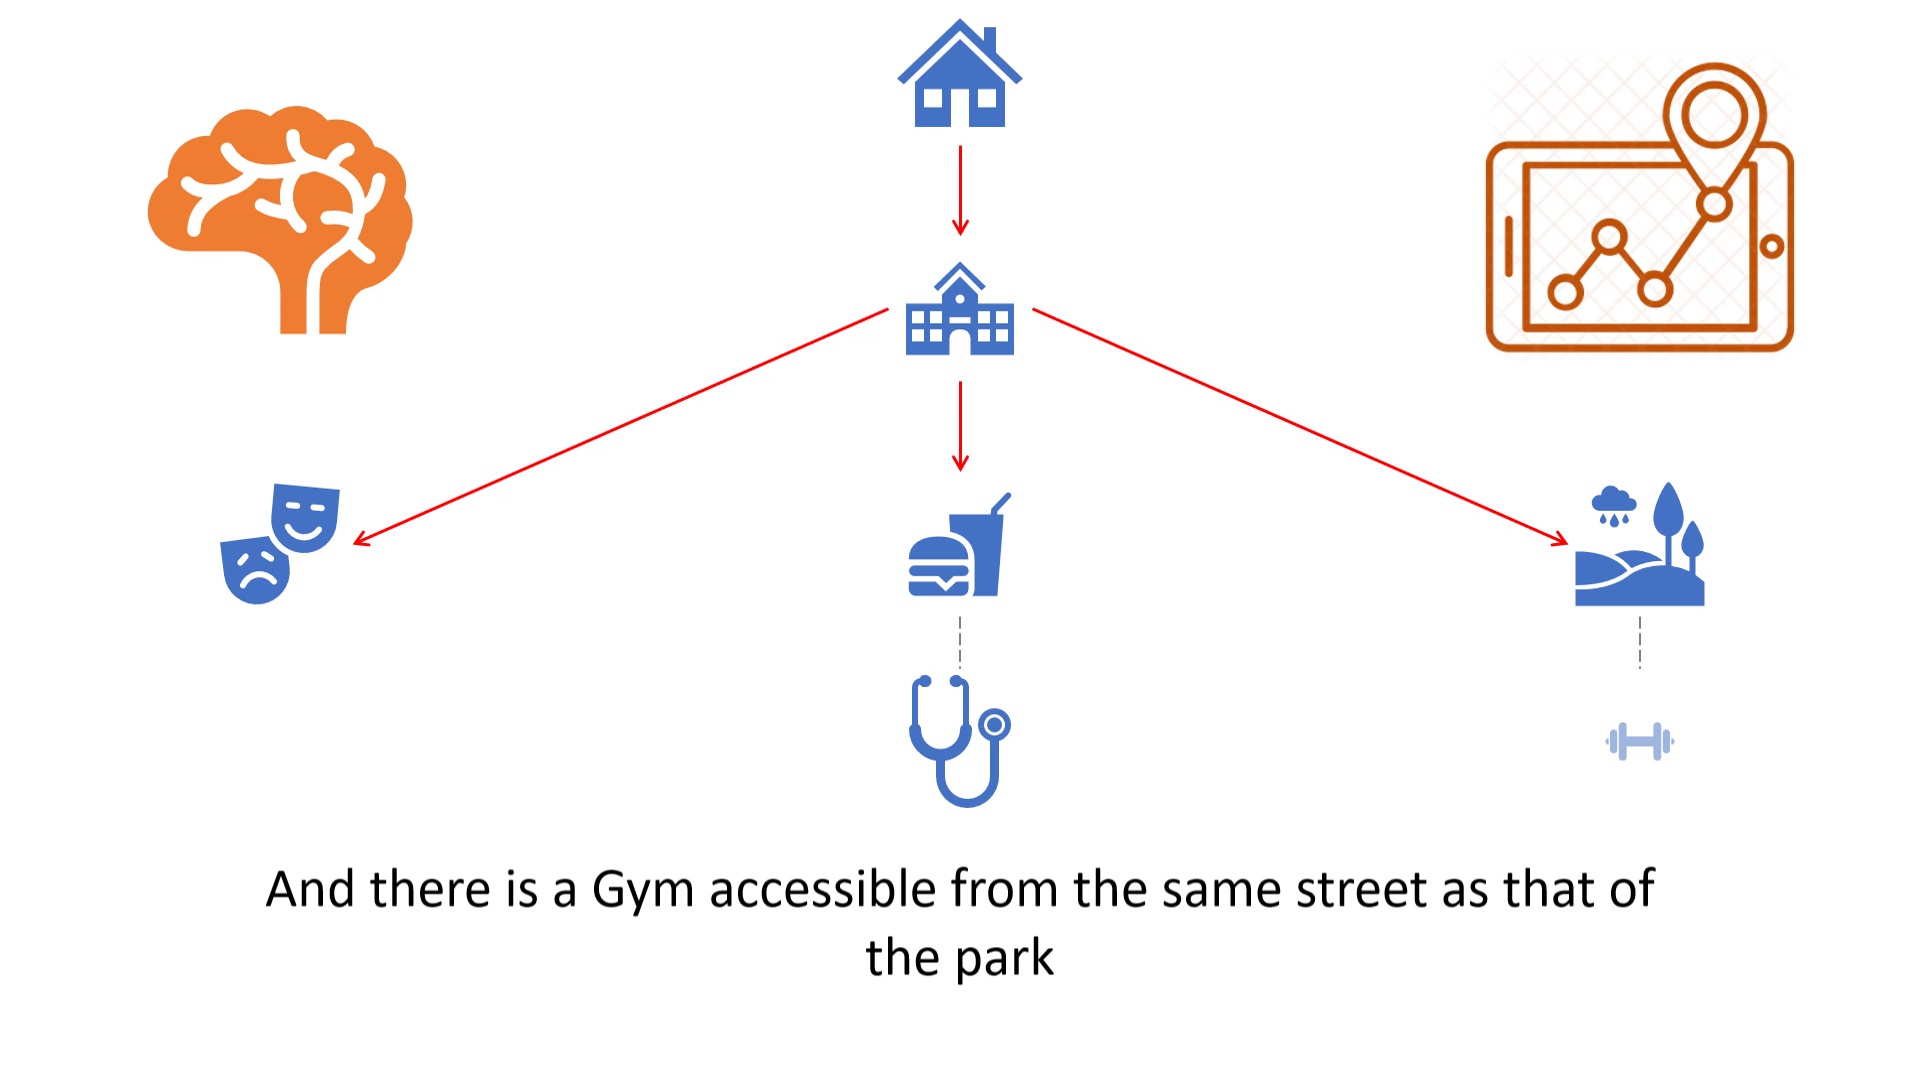 And there is a Gym accessible from the same street as that of
the park